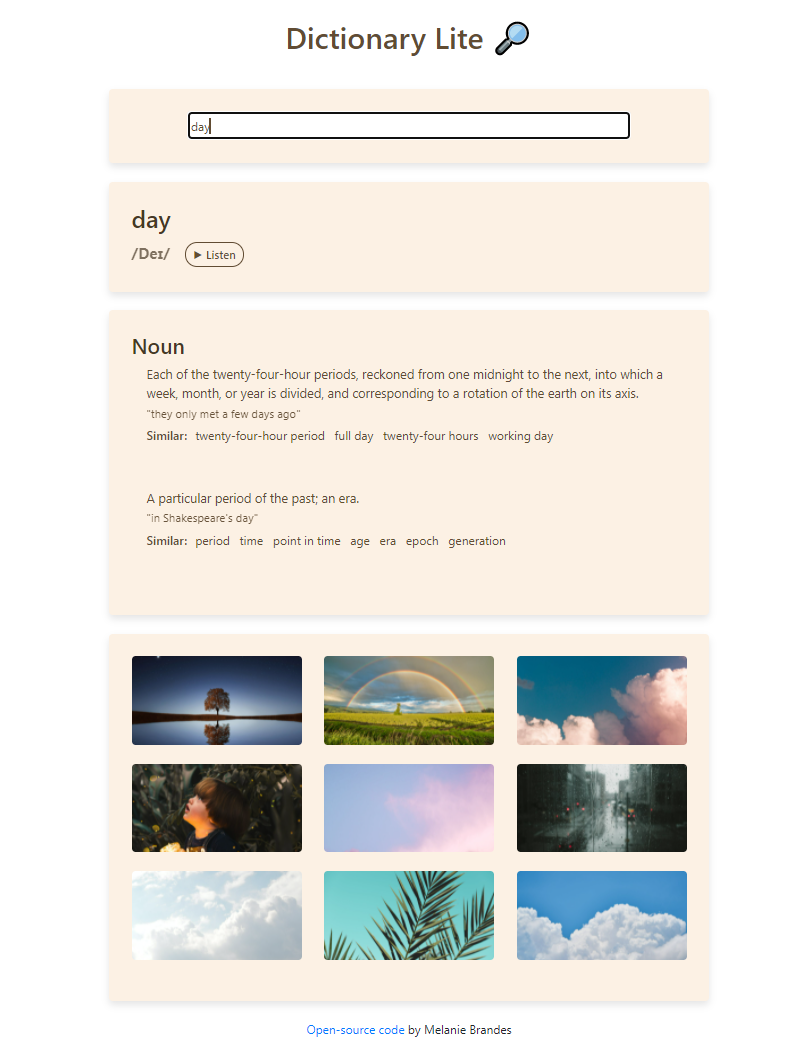 Dictionary Lite
day
day
/Deɪ/ ▶ Listen
Noun
Each of the twenty-four-hour periods, reckoned from one midnight to the next, into which a
week, month, or year is divided, and corresponding to a rotation of the earth on its axis.
"they only met a few days ago"
Similar: twenty-four-hour period full day twenty-four hours working day
A particular period of the past; an era.
"in Shakespeare's day"
Similar: period time point in time age era epoch generation
Open-source code by Melanie Brandes